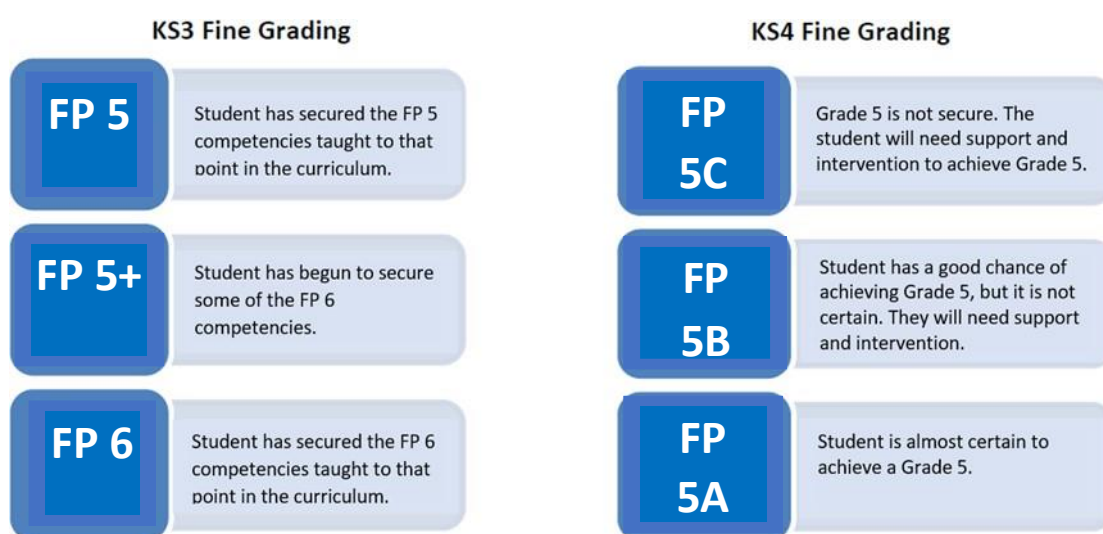 KS3 Fine Grading
FP 5
Student has secured the FP 5
competencies taught to that
point in the curriculum.
FP 5+
Student has begun to secure
some of the FP 6
competencies.
FP 6
Student has secured the FP 6
competencies taught to that
point in the curriculum.
KS4 Fine Grading
FP
5C
Grade 5 is not secure. The
student will need support and
intervention to achieve Grade 5.
FP
5B
Student has a good chance of
achieving Grade 5, but it is not
certain. They will need support
and intervention.
FP
5A
Student is almost certain to
achieve a Grade 5.